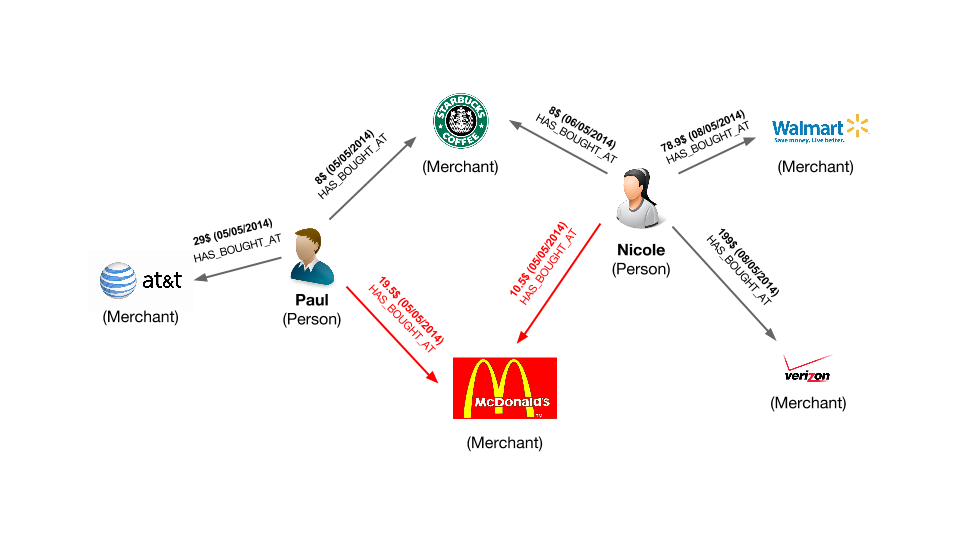 STARBUCKS
COFFEE
(Merchant)
8$ (05/05/2014)
HAS_BOUGHT_AT
8$ (06/05/2014)
HAS_BOUGHT_AT
78.9$ (08/05/2014)
HAS_BOUGHT_AT
Walmart
Save money. Live better.
(Merchant)
29$ (05/05/2014)
HAS_BOUGHT_AT
at&t
(Merchant)
Paul
(Person)
19.5$ (05/05/2014)
HAS_BOUGHT_AT
10.5$ (05/05/2014)
HAS_BOUGHT_AT
Nicole
(Person)
199$ (08/05/2014)
HAS_BOUGHT_AT
McDonald's
TM
(Merchant)
verizon
(Merchant)